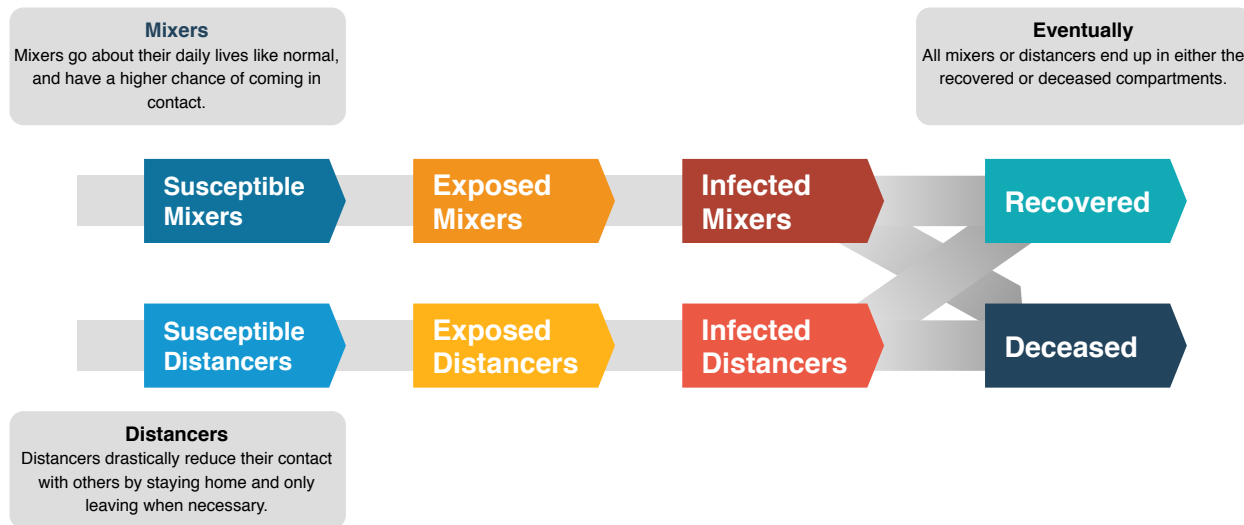 Mixers
Mixers go about their daily lives like normal,
and have a higher chance of coming in
contact.
Eventually
All mixers or distancers end up in either the
recovered or deceased compartments.
Susceptible
Mixers
Exposed
Mixers
Infected
Mixers
Recovered
Susceptible
Distancers
Exposed
Distancers
Infected
Distancers
Deceased
Distancers
Distancers drastically reduce their contact
with others by staying home and only
leaving when necessary.